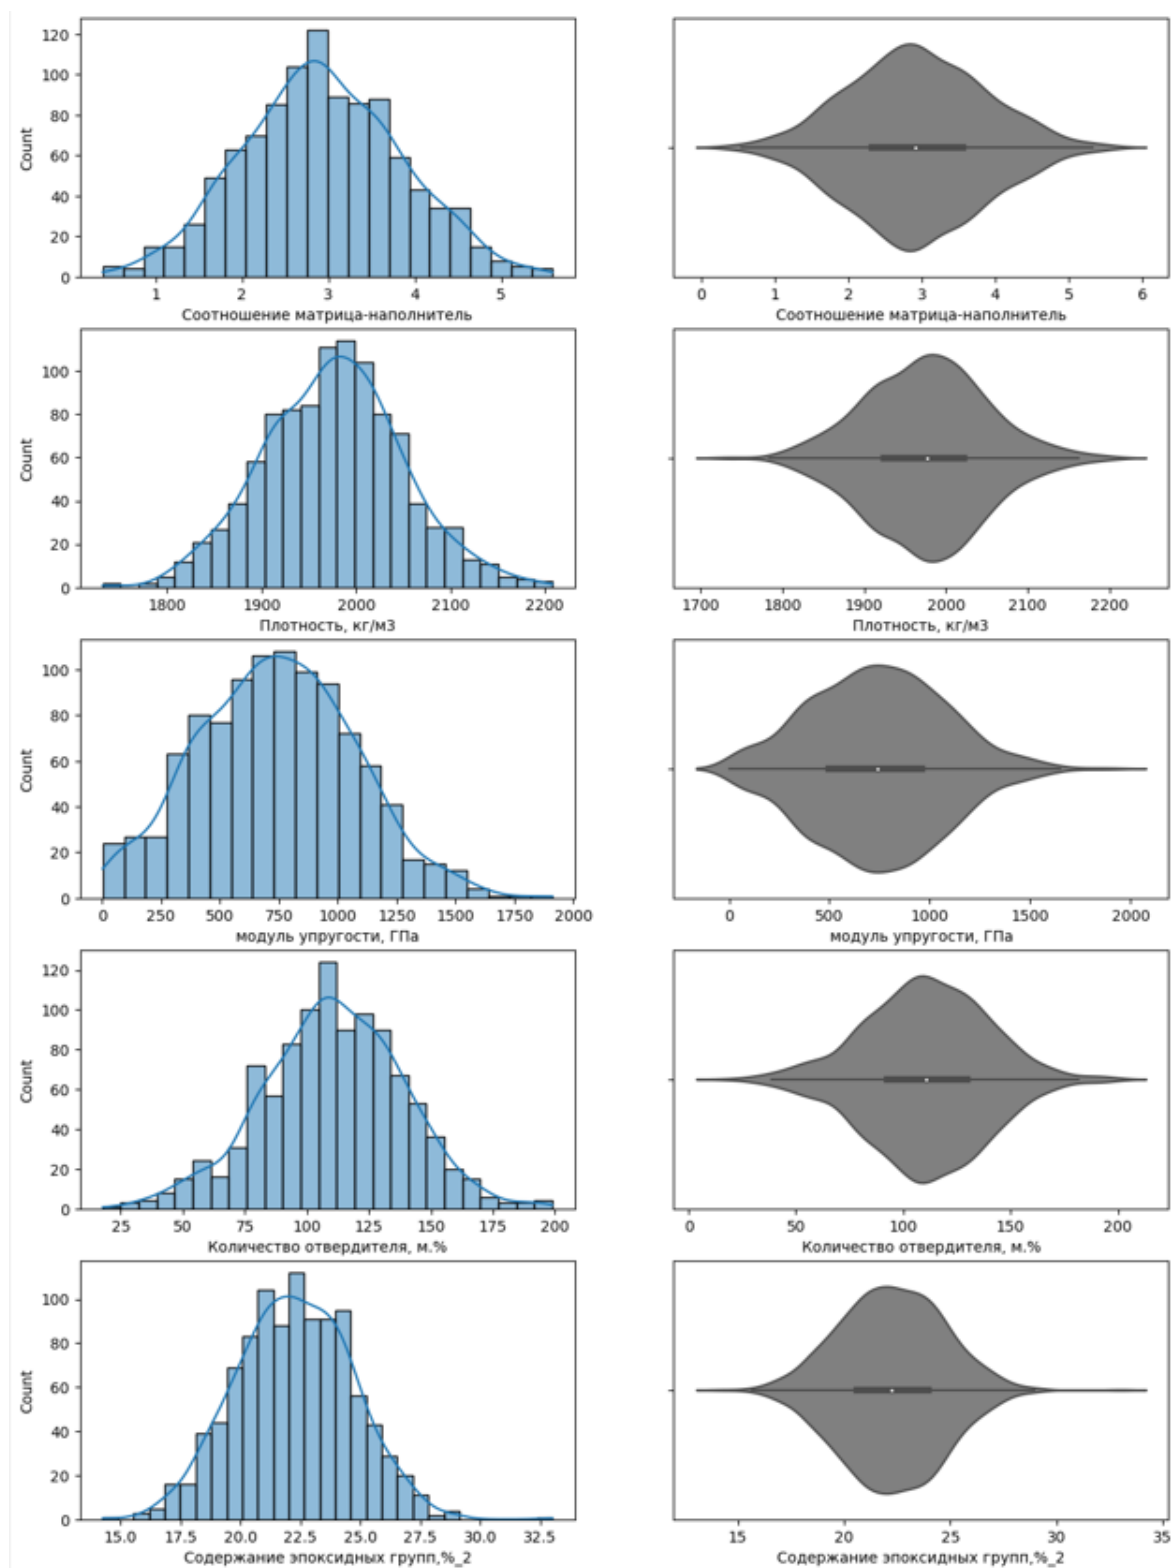 120
100
80
60
40
20
0
Count
1 2 3 4 5
Соотношение матрица-наполнитель
0 1 2 3 4 5 6
Соотношение матрица-наполнитель
100
80
60
40
20
0
Count
1800 1900 2000 2100 2200
Плотность, кг/м3
1700 1800 1900 2000 2100 2200
Плотность, кг/м3
100
80
60
40
20
0
Count
0 250 500 750 1000 1250 1500 1750 2000
модуль упругости, ГПа
0 500 1000 1500 2000
модуль упругости, ГПа
120
100
80
60
40
20
0
Count
25 50 75 100 125 150 175 200
Количество отвердителя, м.%
0 50 100 150 200
Количество отвердителя, м.%
100
80
60
40
20
0
Count
15.0 17.5 20.0 22.5 25.0 27.5 30.0 32.5
Содержание эпоксидных групп,%_2
15 20 25 30 35
Содержание эпоксидных групп,%_2